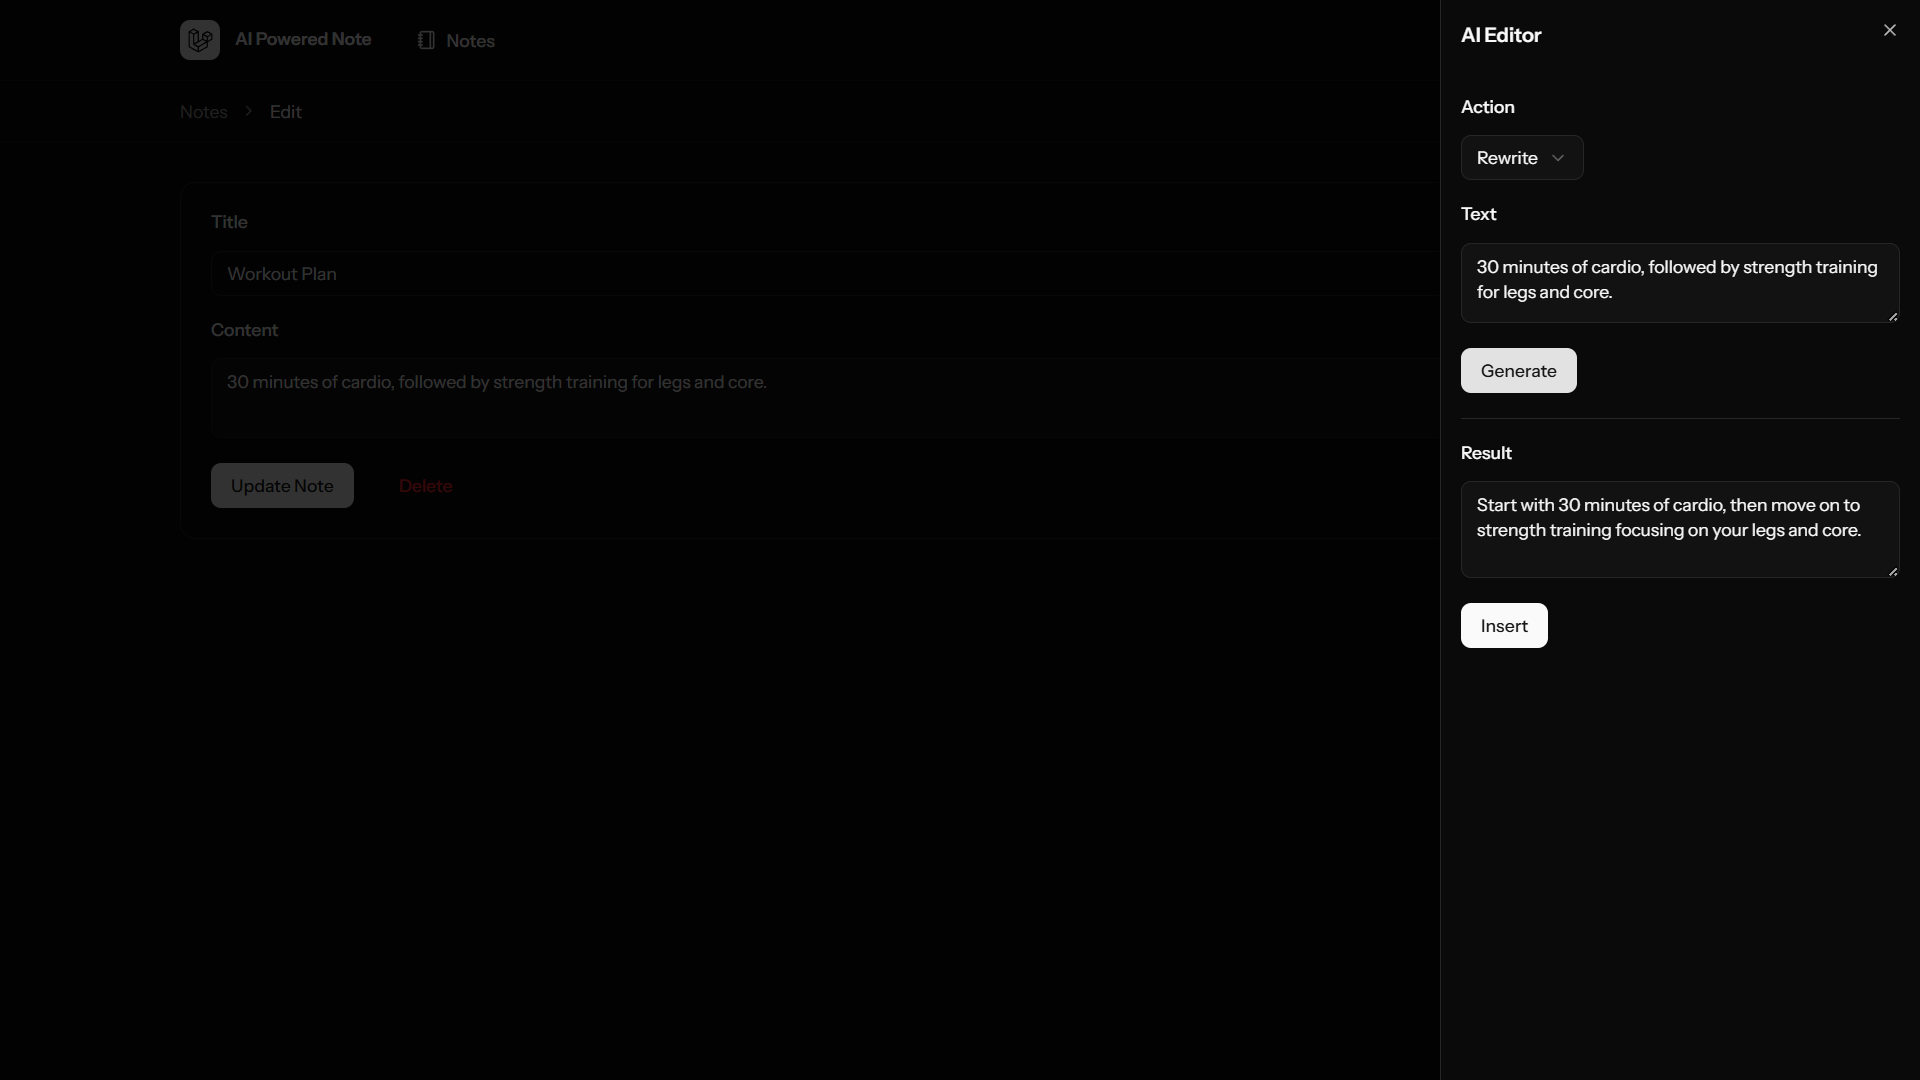 AI Powered Note
Notes
Notes
Edit
Title
Workout Plan
Content
30 minutes of cardio, followed by strength training for legs and core.
Update Note
Delete
AI Editor
Action
Rewrite
Text
30 minutes of cardio, followed by strength training
for legs and core.
Generate
Result
Start with 30 minutes of cardio, then move on to
strength training focusing on your legs and core.
Insert